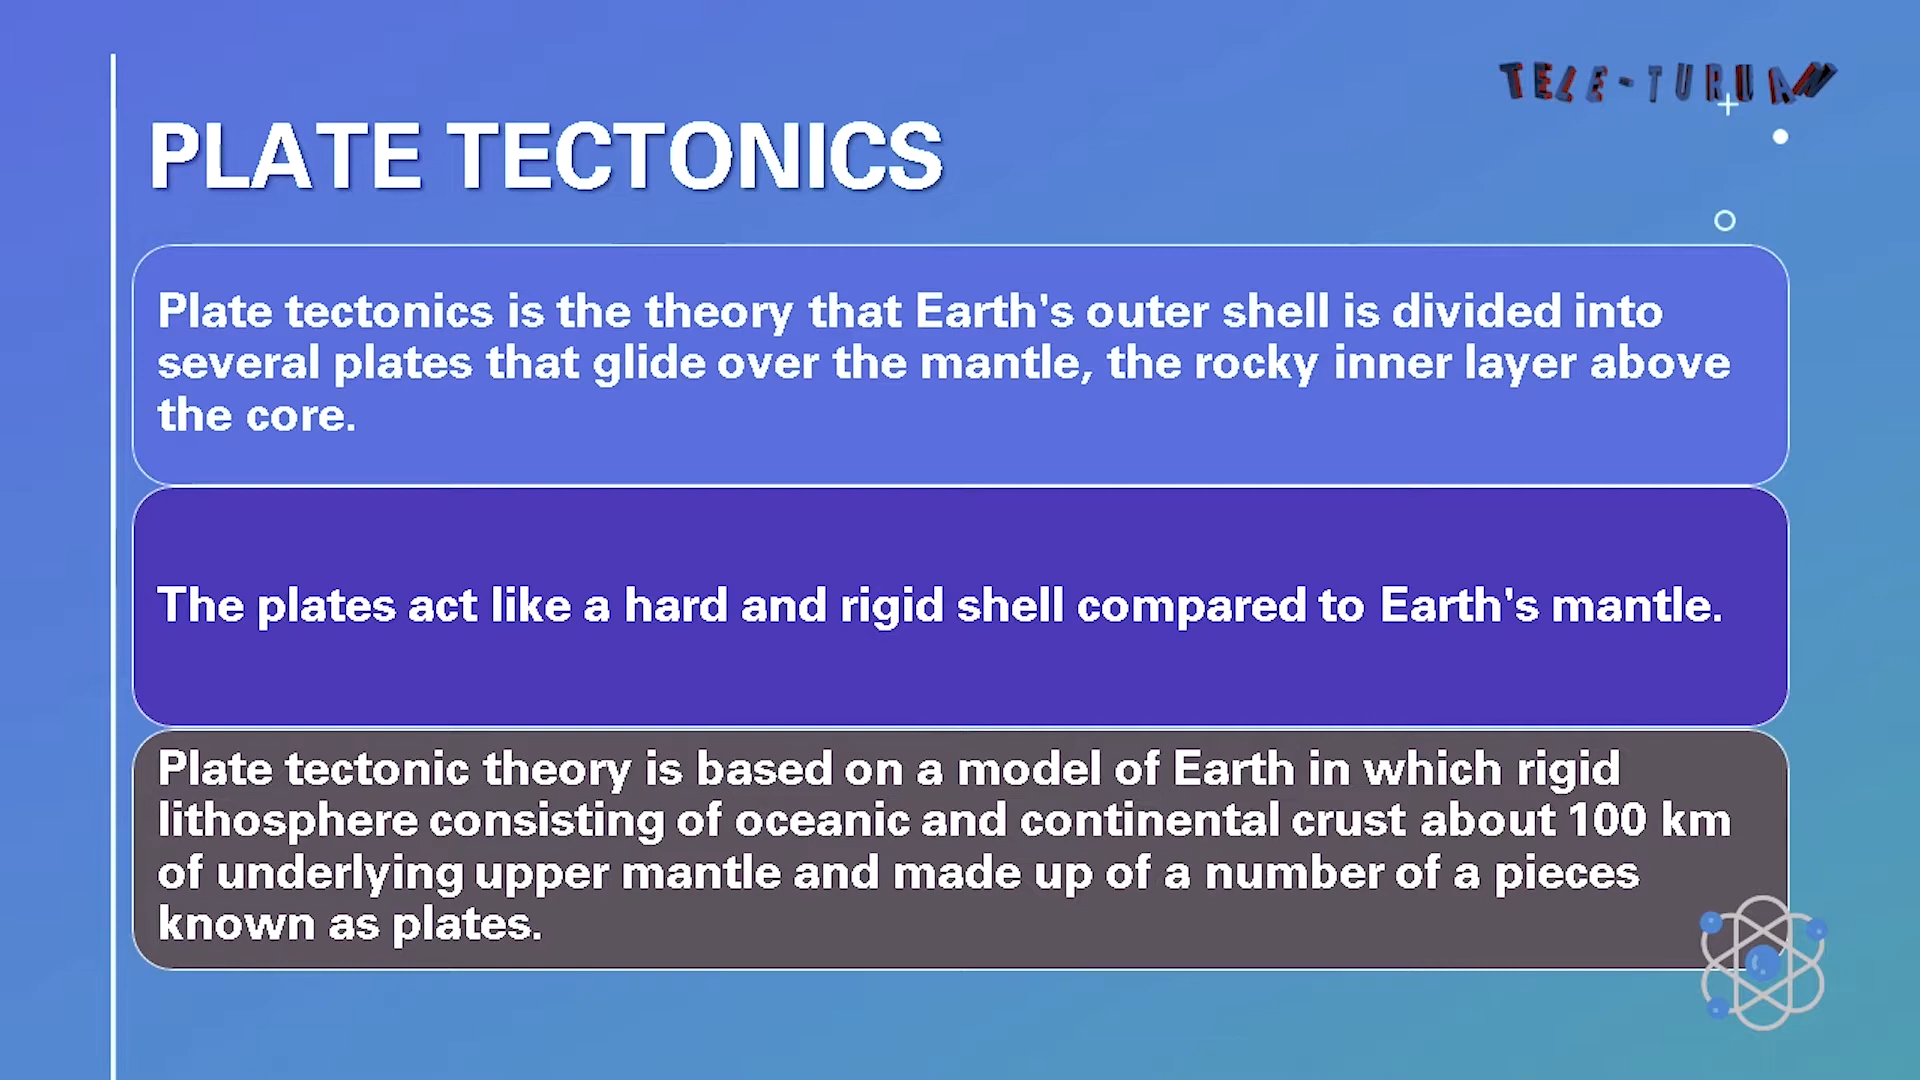 TELE-TURUAN
PLATE TECTONICS
Plate tectonics is the theory that Earth's outer shell is divided into
several plates that glide over the mantle, the rocky inner layer above
the core.
The plates act like a hard and rigid shell compared to Earth's mantle.
Plate tectonic theory is based on a model of Earth in which rigid
lithosphere consisting of oceanic and continental crust about 100 km
of underlying upper mantle and made up of a number of a pieces
known as plates.